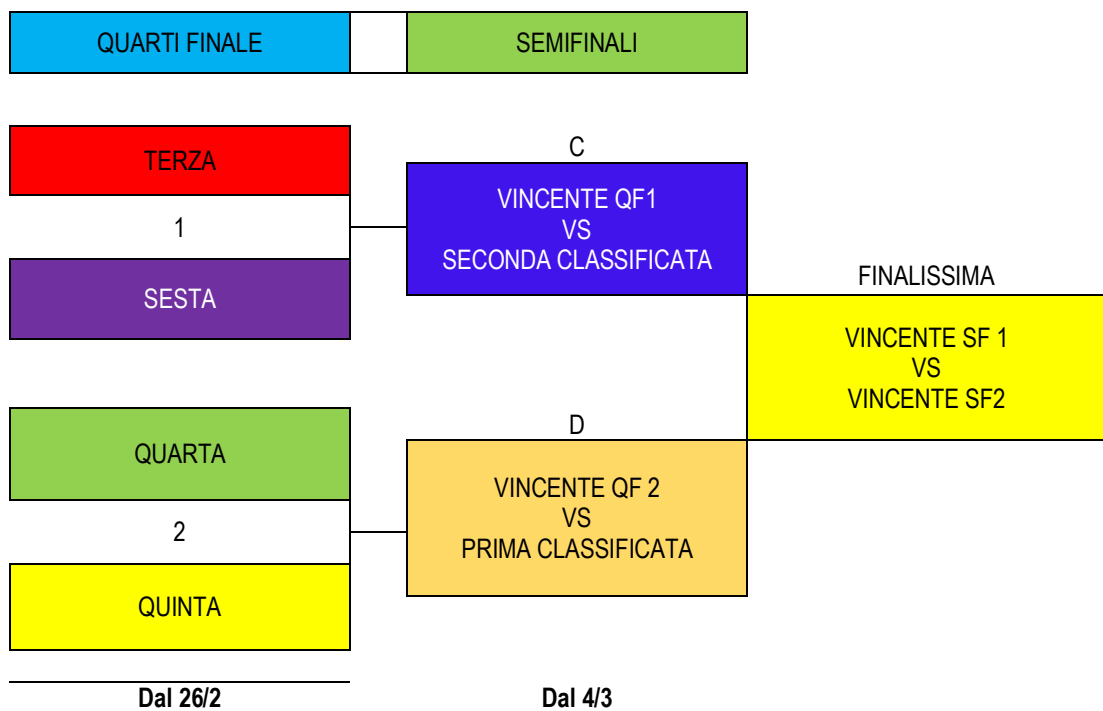 QUARTI FINALE
SEMIFINALI
TERZA
1
SESTA
C
VINCENTE QF1
VS
SECONDA CLASSIFICATA
FINALISSIMA
VINCENTE SF 1
VS
VINCENTE SF2
QUARTA
2
QUINTA
D
VINCENTE QF 2
VS
PRIMA CLASSIFICATA
Dal 26/2
Dal 4/3